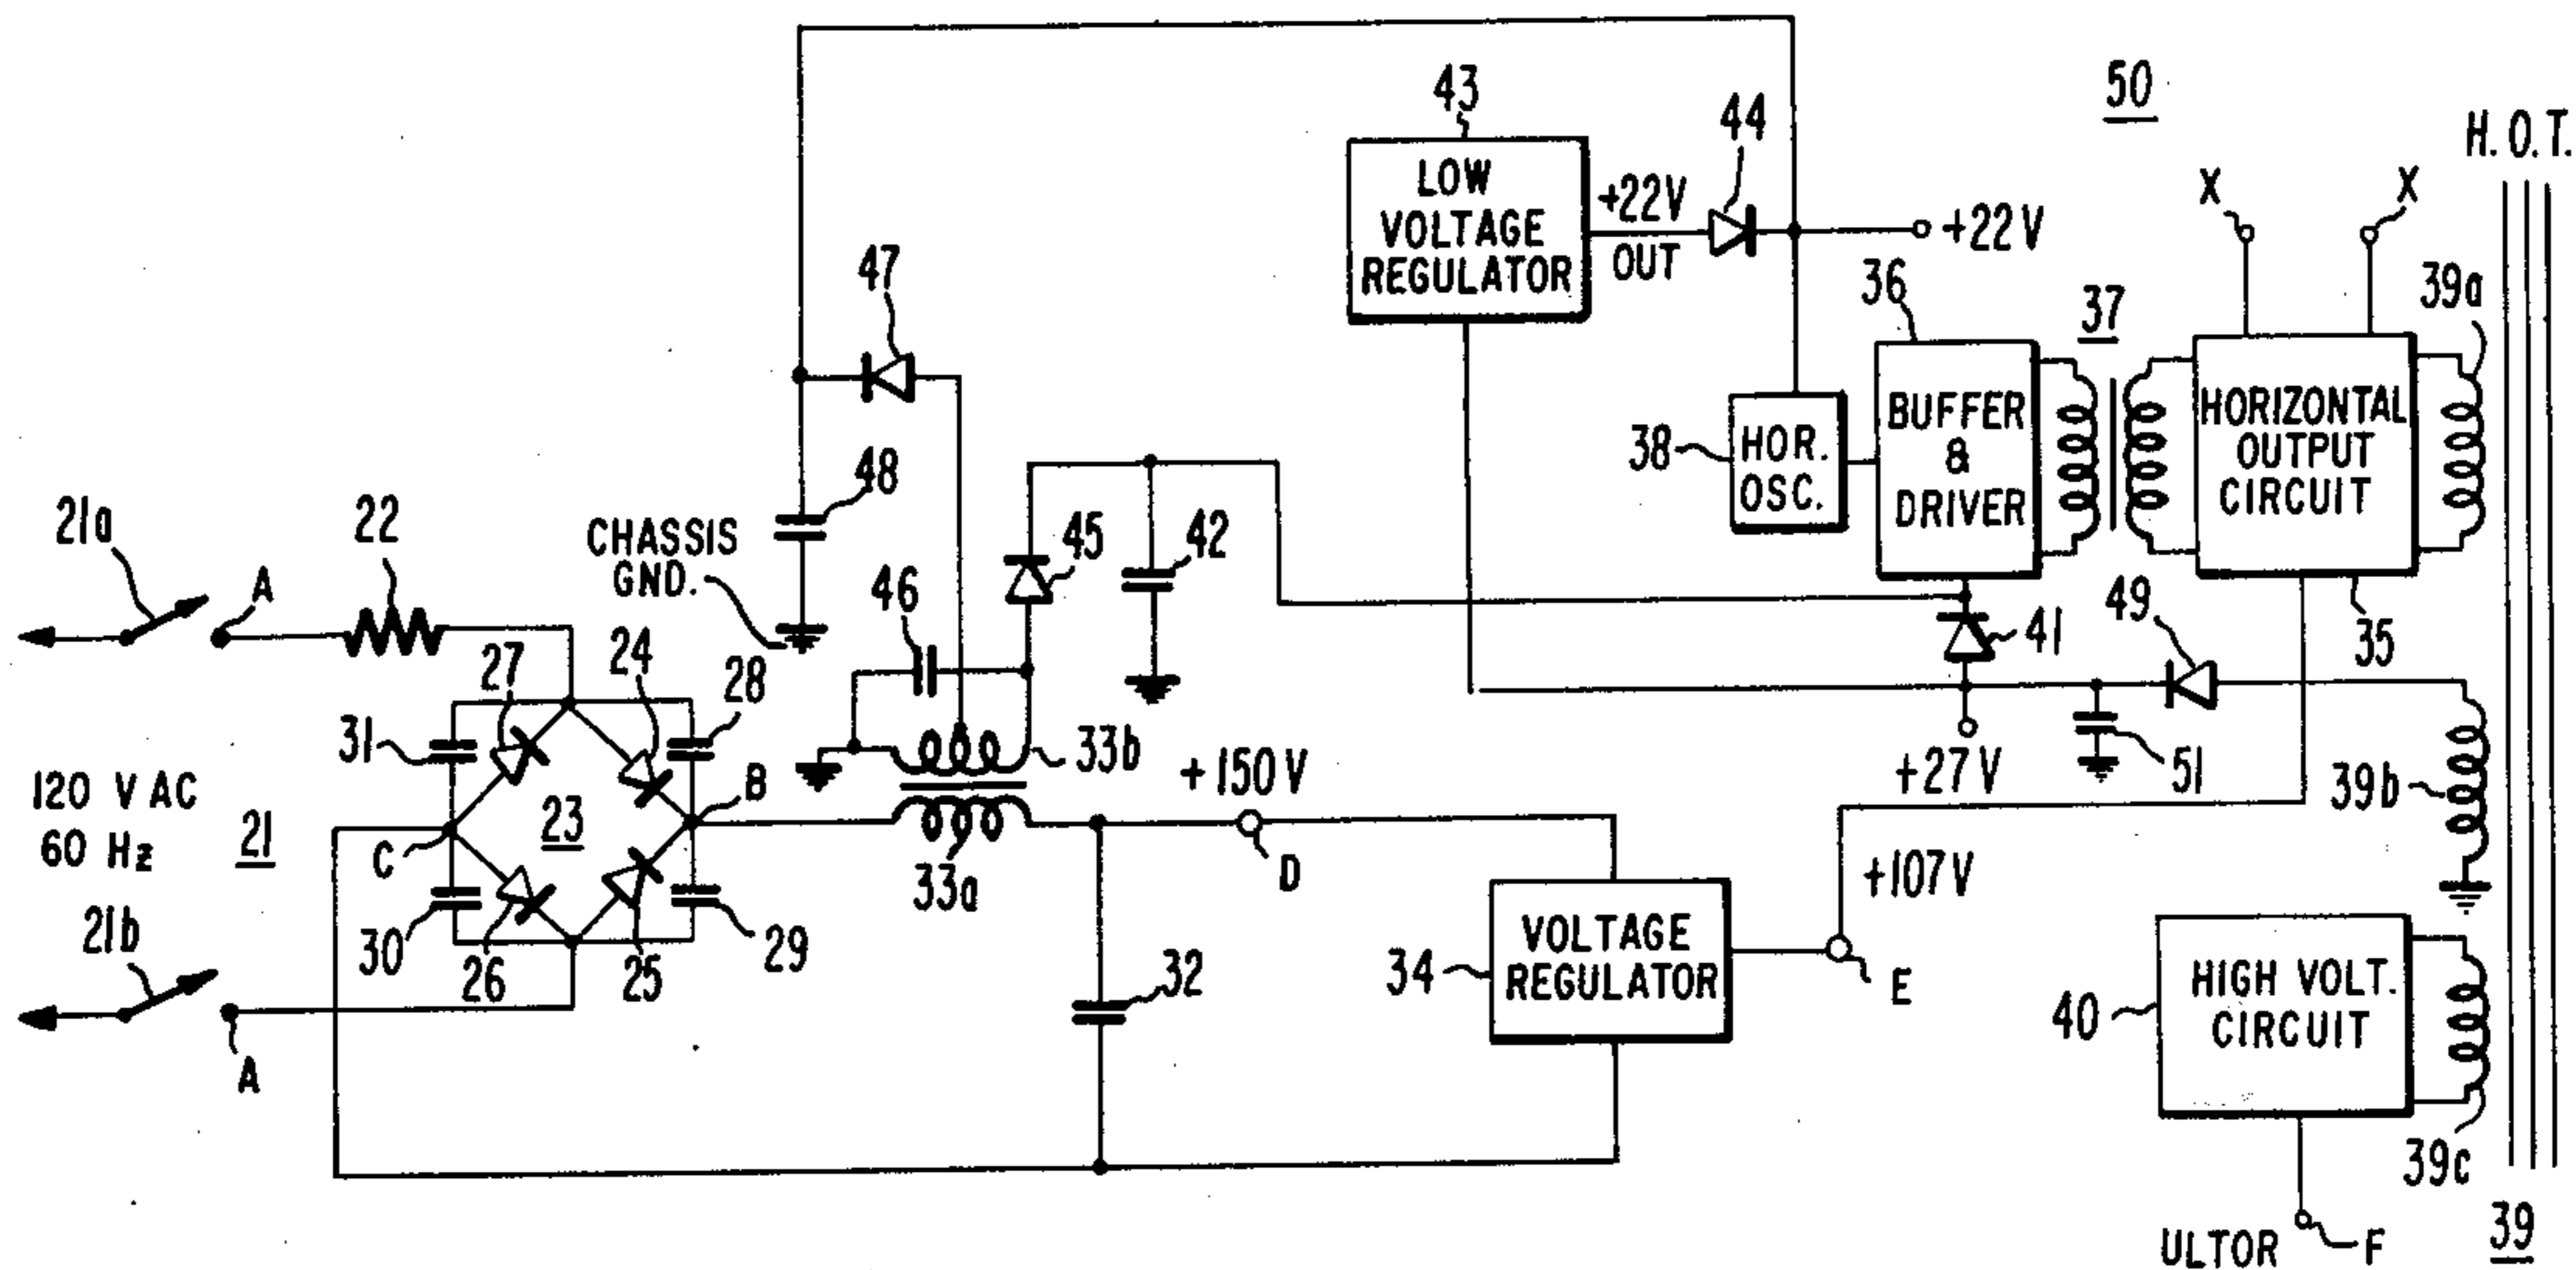 50
H.O.T.
43
44
LOW
VOLTAGE
REGULATOR
+22V
OUT
+22V
X
X
39a
36
37
47
38
HOR.
OSC.
BUFFER
&
DRIVER
HORIZONTAL
OUTPUT
CIRCUIT
48
CHASSIS
GND.
45
42
21a
A
22
46
49
41
35
27
24
28
31
B
33b
+150V
+27V
51
39b
120 VAC
60 Hz
21
C
23
33a
D
+107V
21b
30
26
25
29
32
34
VOLTAGE
REGULATOR
E
40
HIGH VOLT.
CIRCUIT
A
39c
ULTOR
F
39